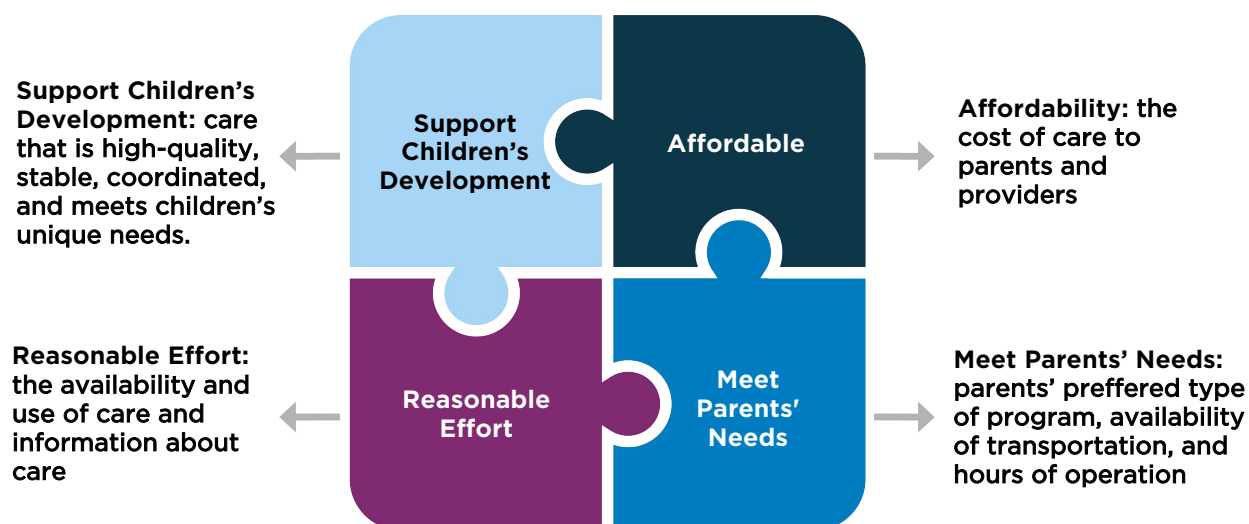 Support Children's
Development: care
that is high-quality,
stable, coordinated,
and meets children's
unique needs.
Support
Children's
Development
Affordable
Affordability: the
cost of care to
parents and
providers
Reasonable Effort:
the availability and
use of care and
information about
care
Reasonable
Effort
Meet
Parents'
Needs
Meet Parents' Needs:
parents' preffered type
of program, availability
of transportation, and
hours of operation